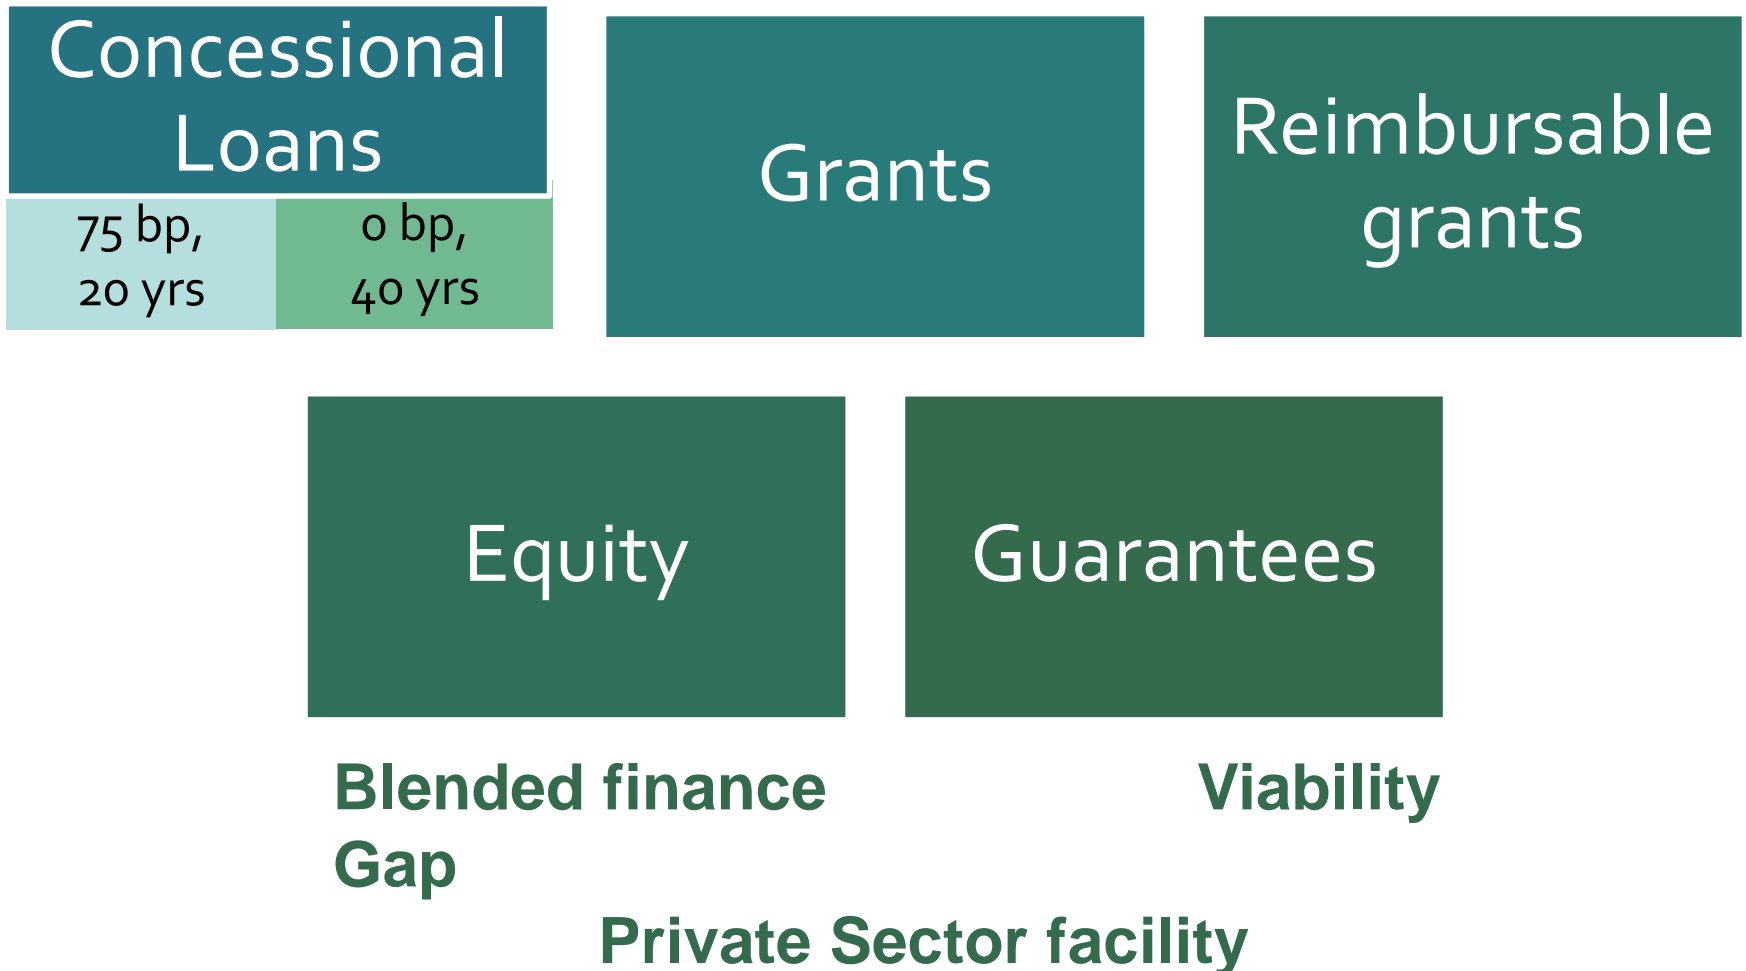 Concessional
Loans
75 bp,
20 yrs
0 bp,
40 yrs
Grants
Reimbursable
grants
Equity
Guarantees
Blended finance Viability
Gap
Private Sector facility